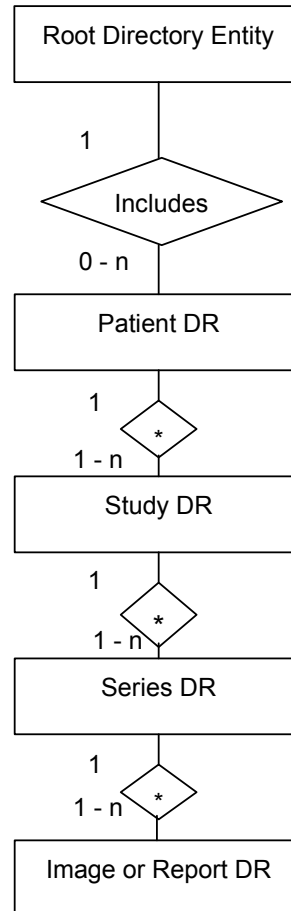 Root Directory Entity
1
Includes
0 - n
Patient DR
1
*
1 - n
Study DR
1
*
1 - n
Series DR
1
*
1 - n
Image or Report DR